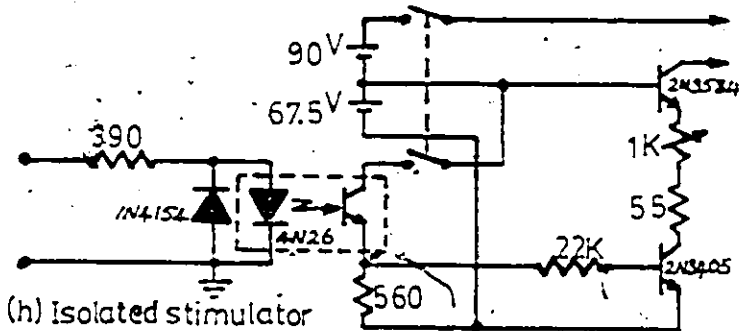 90V
2N3584
67.5V
390
1K
1N4154
55
4N26
22K
2N3405
560
(h) Isolated stimulator